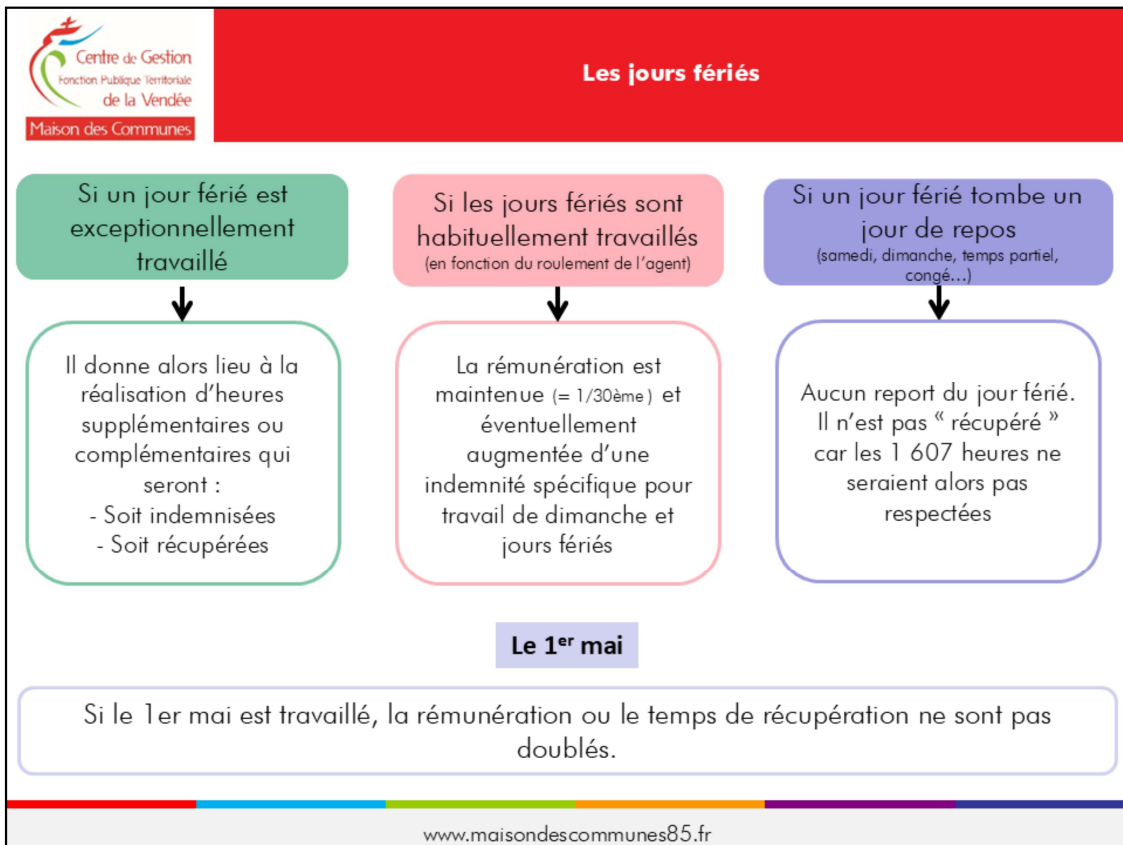 Centre de Gestion
Fonction Publique Territoriale
de la Vendée
Maison des Communes
Les jours fériés
Si un jour férié est
exceptionnellement
travaillé
Il donne alors lieu à la
réalisation d’heures
supplémentaires ou
complémentaires qui
seront :
- Soit indemnisées
- Soit récupérées
Si les jours fériés sont
habituellement travaillés
(en fonction du roulement de l’agent)
La rémunération est
maintenue (= 1/30ème ) et
éventuellement
augmentée d’une
indemnité spécifique pour
travail de dimanche et
jours fériés
Si un jour férié tombe un
jour de repos
(samedi, dimanche, temps partiel,
congé…)
Aucun report du jour férié.
Il n’est pas « récupéré »
car les 1 607 heures ne
seraient alors pas
respectées
Le 1er mai
Si le 1er mai est travaillé, la rémunération ou le temps de récupération ne sont pas
doublés.
www.maisondescommunes85.fr